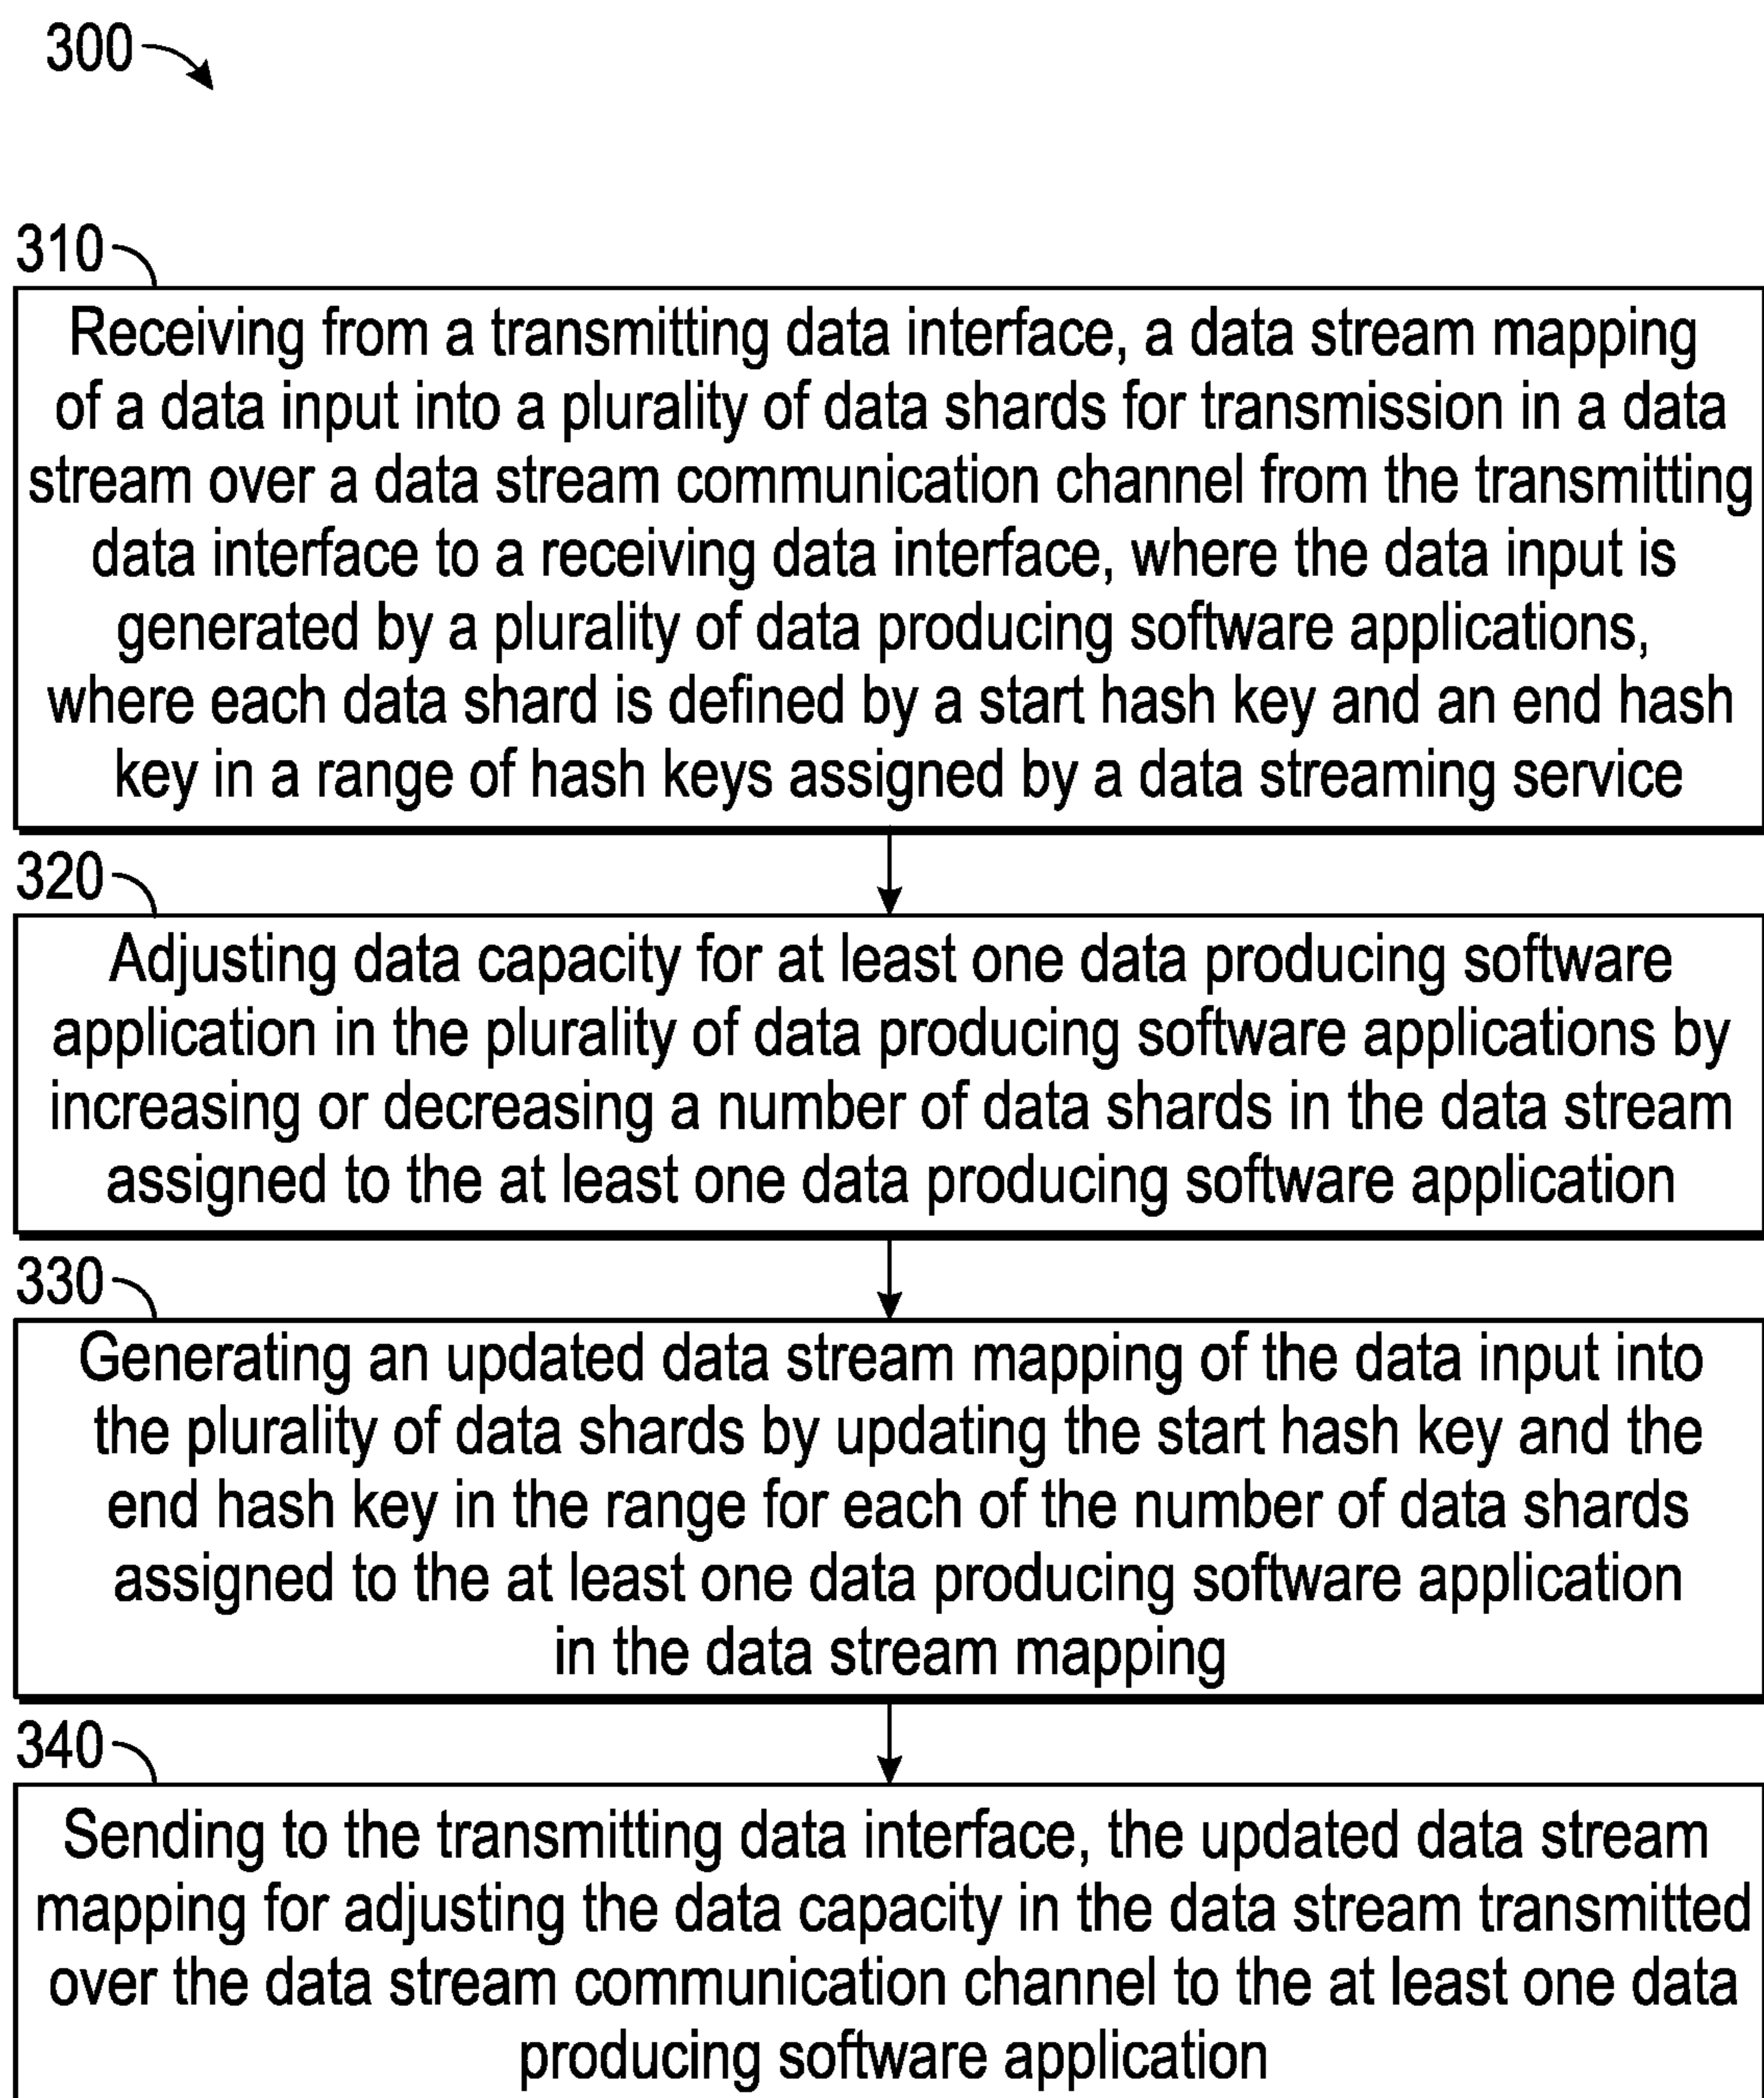 300
310
Receiving from a transmitting data interface, a data stream mapping
of a data input into a plurality of data shards for transmission in a data
stream over a data stream communication channel from the transmitting
data interface to a receiving data interface, where the data input is
generated by a plurality of data producing software applications,
where each data shard is defined by a start hash key and an end hash
key in a range of hash keys assigned by a data streaming service
320
Adjusting data capacity for at least one data producing software
application in the plurality of data producing software applications by
increasing or decreasing a number of data shards in the data stream
assigned to the at least one data producing software application
330
Generating an updated data stream mapping of the data input into
the plurality of data shards by updating the start hash key and the
end hash key in the range for each of the number of data shards
assigned to the at least one data producing software application
in the data stream mapping
340
Sending to the transmitting data interface, the updated data stream
mapping for adjusting the data capacity in the data stream transmitted
over the data stream communication channel to the at least one data
producing software application